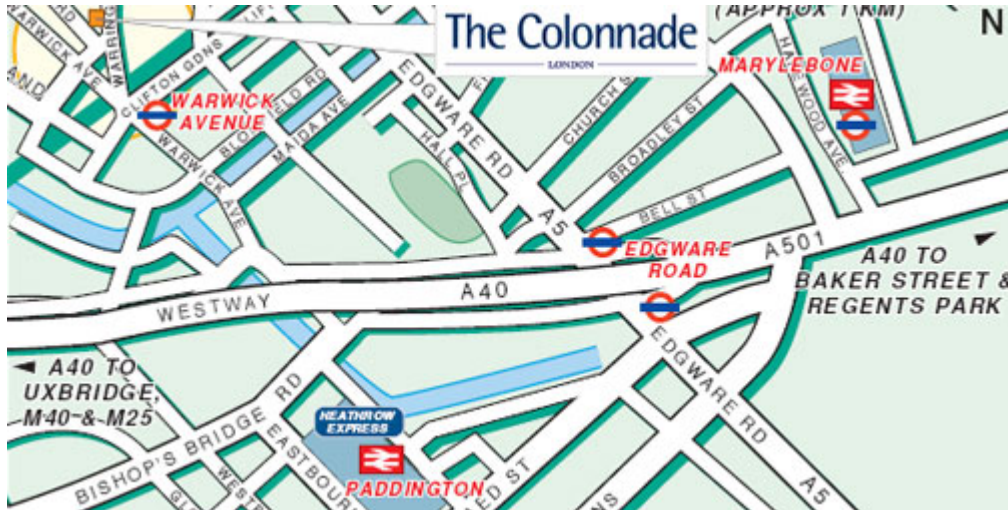 The Colonnade
LONDON
(APPROX 1 KM)
N
MARYLEBONE
WARWICK AVE
CLIFTON GDNS
WARWICK
AVENUE
MAIDA AVE
WARWICK AVE
EDGWARE RD
HALL PL
CHURCH
BROADLEY ST
BELL ST
A5
EDGWARE
ROAD
A501
A40
WESTWAY
A40 TO
BAKER STREET &
REGENTS PARK
A40 TO
UXBRIDGE,
M40 & M25
BISHOP'S BRIDGE RD
HEATHROW
EXPRESS
PADDINGTON
EDGWARE RD
A5